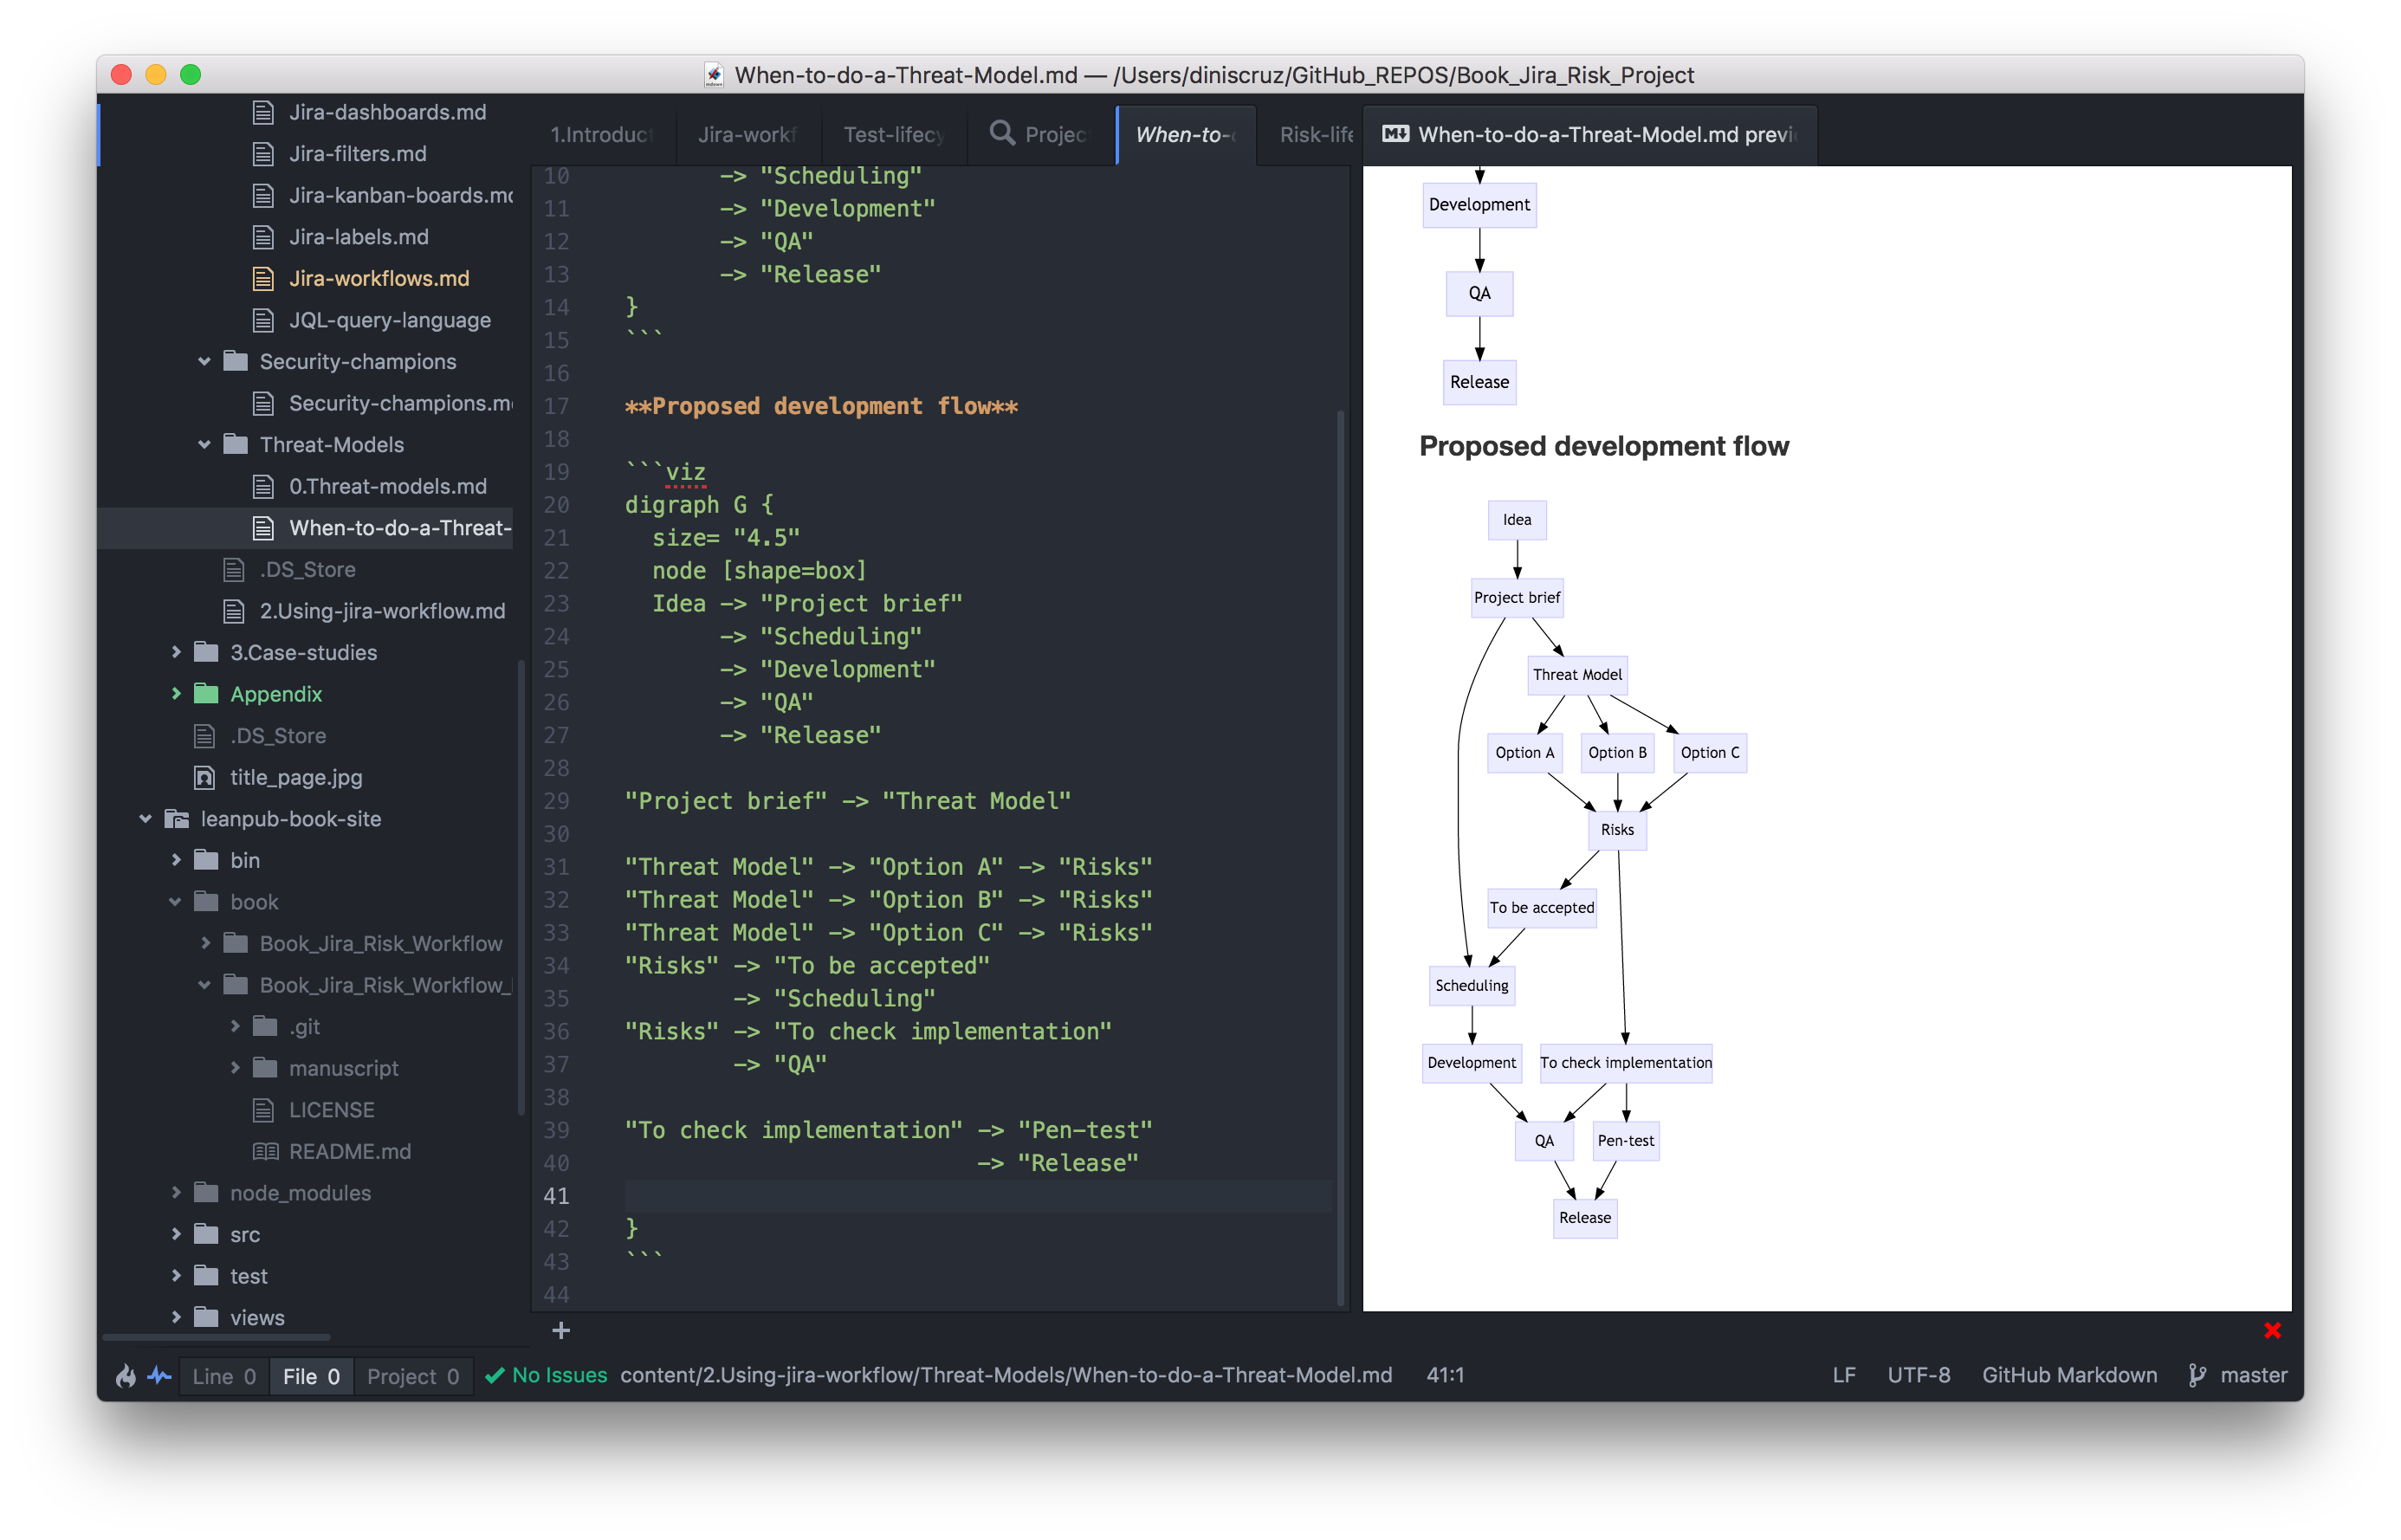 When-to-do-a-Threat-Model.md — /Users/diniscruz/GitHub_REPOS/Book_Jira_Risk_Project
Jira-dashboards.md
Jira-filters.md
Jira-kanban-boards.md
Jira-labels.md
Jira-workflows.md
JQL-query-language
Security-champions
Security-champions.m
Threat-Models
0.Threat-models.md
When-to-do-a-Threat-
.DS_Store
2.Using-jira-workflow.md
3.Case-studies
Appendix
.DS_Store
title_page.jpg
leanpub-book-site
bin
book
Book_Jira_Risk_Workflow
Book_Jira_Risk_Workflow_
.git
manuscript
LICENSE
README.md
node_modules
src
test
views
1.Introduct
Jira-workf
Test-lifecy
Projec
When-to-
Risk-life
10 -> "Scheduling"
11 -> "Development"
12 -> "QA"
13 -> "Release"
14 }
15 ```
16
17 **Proposed development flow**
18
19 ```viz
20 digraph G {
21 size= "4.5"
22 node [shape=box]
23 Idea -> "Project brief"
24 -> "Scheduling"
25 -> "Development"
26 -> "QA"
27 -> "Release"
28
29 "Project brief" -> "Threat Model"
30
31 "Threat Model" -> "Option A" -> "Risks"
32 "Threat Model" -> "Option B" -> "Risks"
33 "Threat Model" -> "Option C" -> "Risks"
34 "Risks" -> "To be accepted"
35 -> "Scheduling"
36 "Risks" -> "To check implementation"
37 -> "QA"
38
39 "To check implementation" -> "Pen-test"
40 -> "Release"
41
42 }
43 ```
44
When-to-do-a-Threat-Model.md previ
Development
QA
Release
Proposed development flow
Idea
Project brief
Threat Model
Option A Option B Option C
Risks
To be accepted
Scheduling
Development To check implementation
QA Pen-test
Release
+
Line 0 File 0 Project 0 No Issues content/2.Using-jira-workflow/Threat-Models/When-to-do-a-Threat-Model.md 41:1 LF UTF-8 GitHub Markdown master